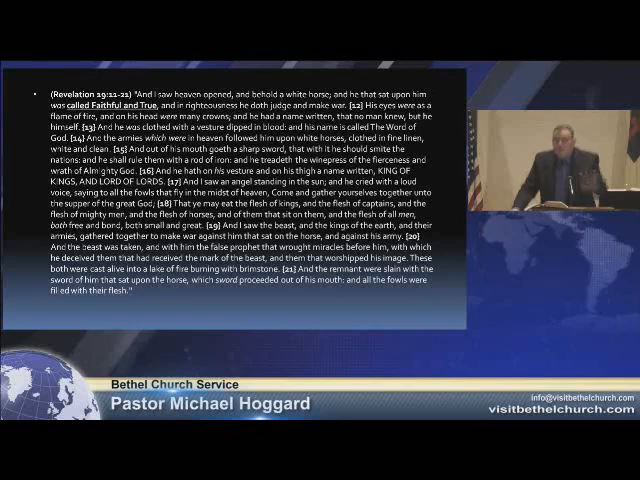 • (Revelation 19:11-21) "And I saw heaven opened, and behold a white horse; and he that sat upon him
was called Faithful and True, and in righteousness he doth judge and make war. [12] His eyes were as a
flame of fire, and on his head were many crowns; and he had a name written, that no man knew, but he
himself. [13] And he was clothed with a vesture dipped in blood: and his name is called The Word of
God. [14] And the armies which were in heaven followed him upon white horses, clothed in fine linen,
white and clean. [15] And out of his mouth goeth a sharp sword, that with it he should smite the
nations: and he shall rule them with a rod of iron: and he treadeth the winepress of the fierceness and
wrath of Almighty God. [16] And he hath on his vesture and on his thigh a name written, KING OF
KINGS, AND LORD OF LORDS. [17] And I saw an angel standing in the sun; and he cried with a loud
voice, saying to all the fowls that fly in the midst of heaven, Come and gather yourselves together unto
the supper of the great God; [18] That ye may eat the flesh of kings, and the flesh of captains, and the
flesh of mighty men, and the flesh of horses, and of them that sit on them, and the flesh of all men,
both free and bond, both small and great. [19] And I saw the beast, and the kings of the earth, and their
armies, gathered together to make war against him that sat on the horse, and against his army. [20]
And the beast was taken, and with him the false prophet that wrought miracles before him, with which
he deceived them that had received the mark of the beast, and them that worshipped his image. These
both were cast alive into a lake of fire burning with brimstone. [21] And the remnant were slain with the
sword of him that sat upon the horse, which sword proceeded out of his mouth: and all the fowls were
filled with their flesh."
Bethel Church Service
Pastor Michael Hoggard
info@visitbethelchurch.com
visitbethelchurch.com